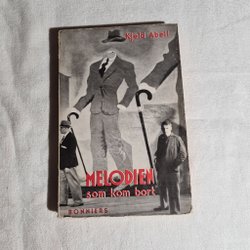 Kjeld Abell
MELODIEN
som kom bort
BONNIERS